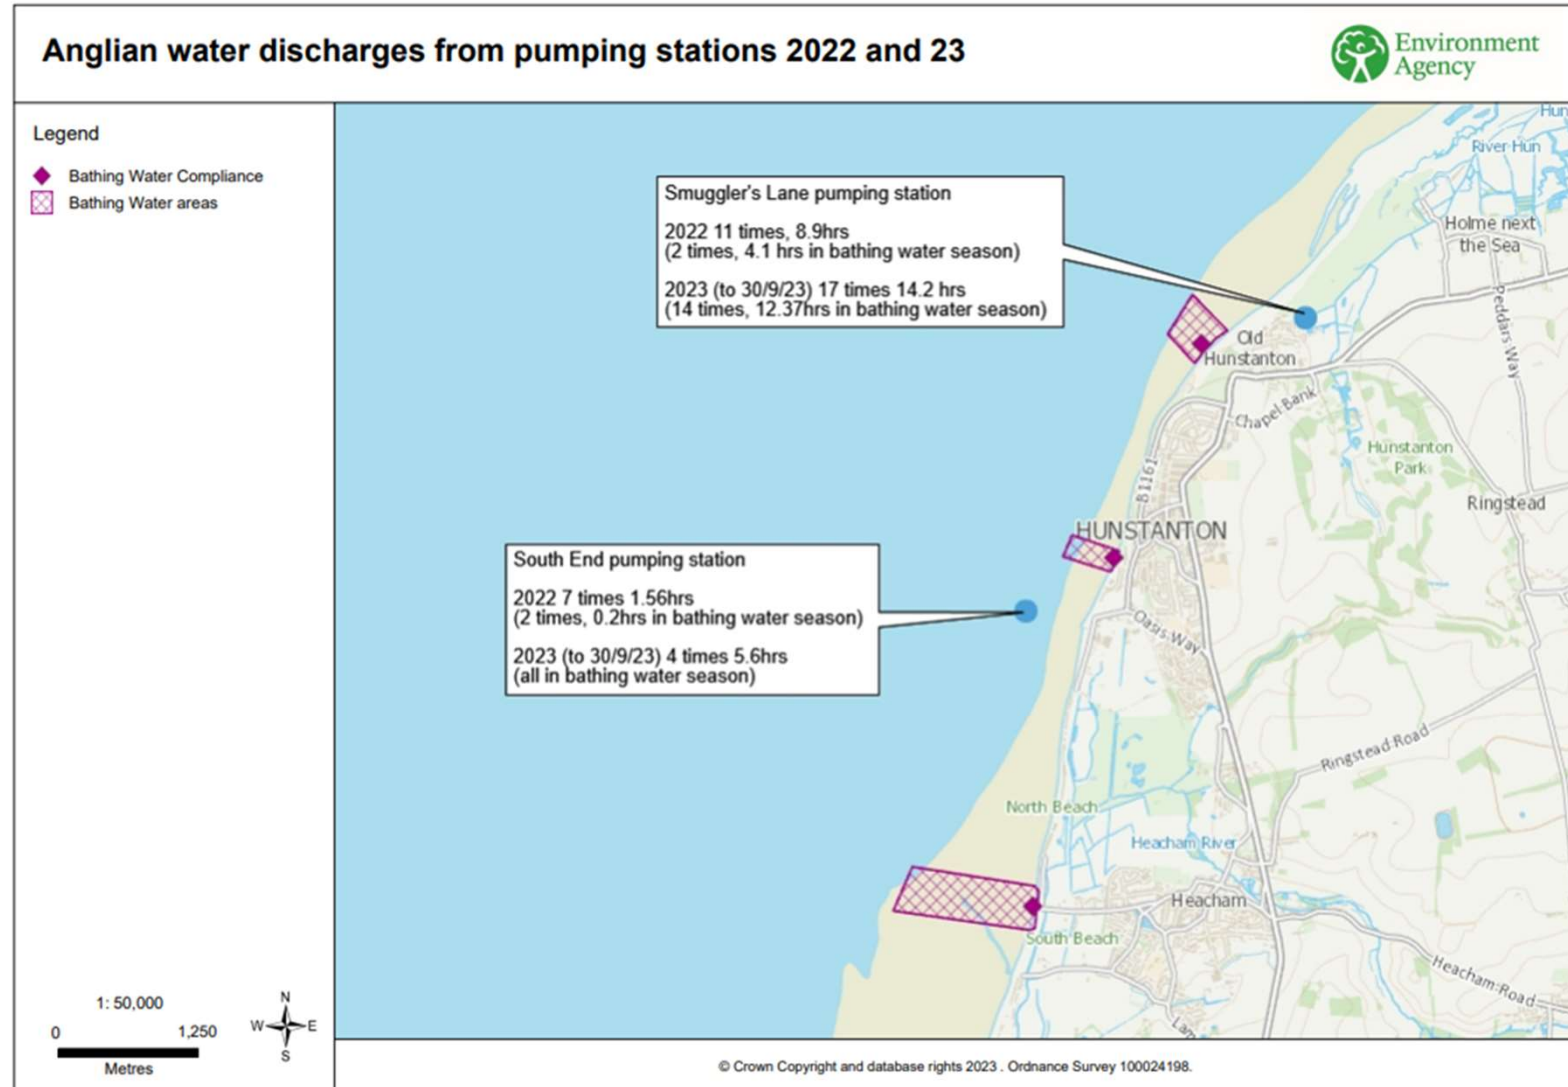 Anglian water discharges from pumping stations 2022 and 23
Environment
Agency
Legend
Bathing Water Compliance
Bathing Water areas
Smuggler's Lane pumping station
2022 11 times, 8.9hrs
(2 times, 4.1 hrs in bathing water season)
2023 (to 30/9/23) 17 times 14.2 hrs
(14 times, 12.37hrs in bathing water season)
River Hun
Holme next
the Sea
Peddars Way
Old
Hunstanton
Chapel Bank
Hunstanton
Park
B1161
Ringstead
HUNSTANTON
South End pumping station
2022 7 times 1.56hrs
(2 times, 0.2hrs in bathing water season)
2023 (to 30/9/23) 4 times 5.6hrs
(all in bathing water season)
Oasis Way
Ringstead Road
North Beach
Heacham River
Heacham
South Beach
Heacham Road
1: 50,000
0 1,250
Metres
N
W E
S
© Crown Copyright and database rights 2023 . Ordnance Survey 100024198.